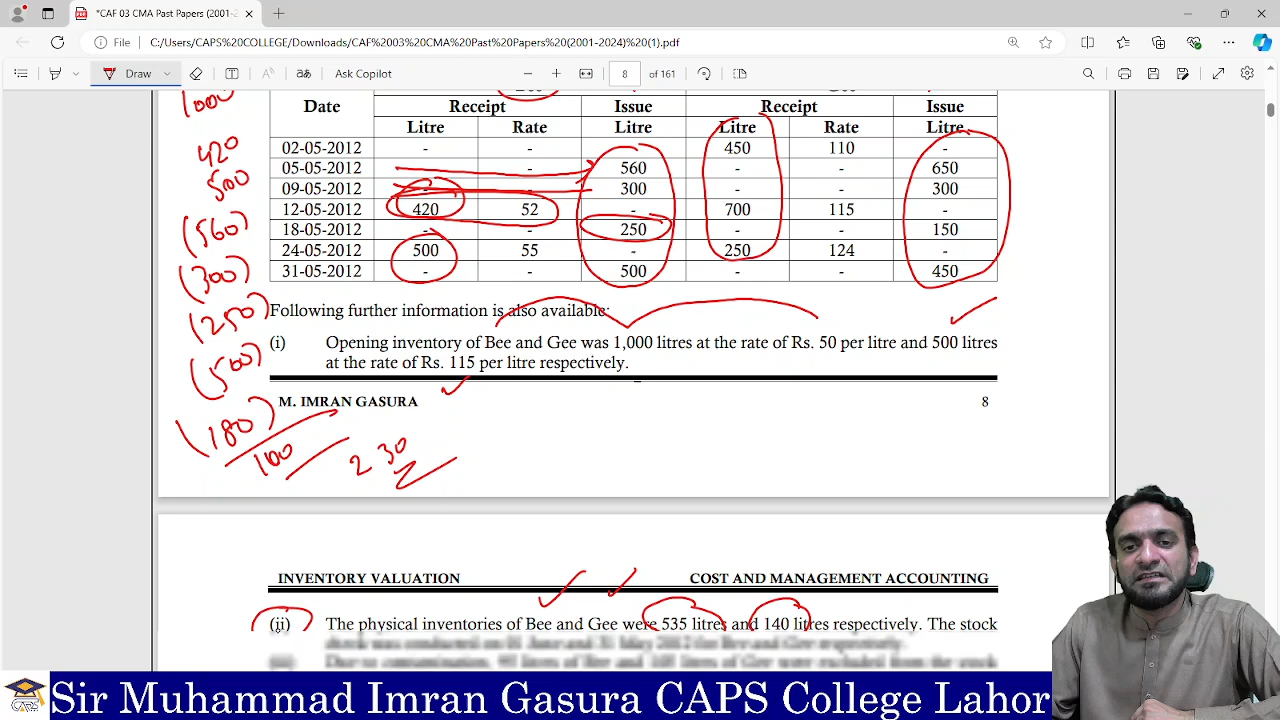 *CAF 03 CMA Past Papers (2001-2
File C:/Users/CAPS%20COLLEGE/Downloads/CAF%2003%20CMA%20Past%20Papers%20(2001-2024)%20(1).pdf
Draw Ask Copilot 8 of 161
Date Receipt Issue Receipt Issue
Litre Rate Litre Litre Rate Litre
02-05-2012 - - - 450 110 -
05-05-2012 - - 560 - - 650
09-05-2012 - - 300 - - 300
12-05-2012 420 52 - 700 115 -
18-05-2012 - - 250 - - 150
24-05-2012 500 55 - 250 124 -
31-05-2012 - - 500 - - 450
1000
420
500
(560)
(300)
(250)
(500)
(180)
100
230
Following further information is also available:
(i) Opening inventory of Bee and Gee was 1,000 litres at the rate of Rs. 50 per litre and 500 litres
at the rate of Rs. 115 per litre respectively.
M. IMRAN GASURA 8
INVENTORY VALUATION COST AND MANAGEMENT ACCOUNTING
(ii) The physical inventories of Bee and Gee were 535 litres and 140 litres respectively. The stock
CAPS
Sir Muhammad Imran Gasura CAPS College Lahor